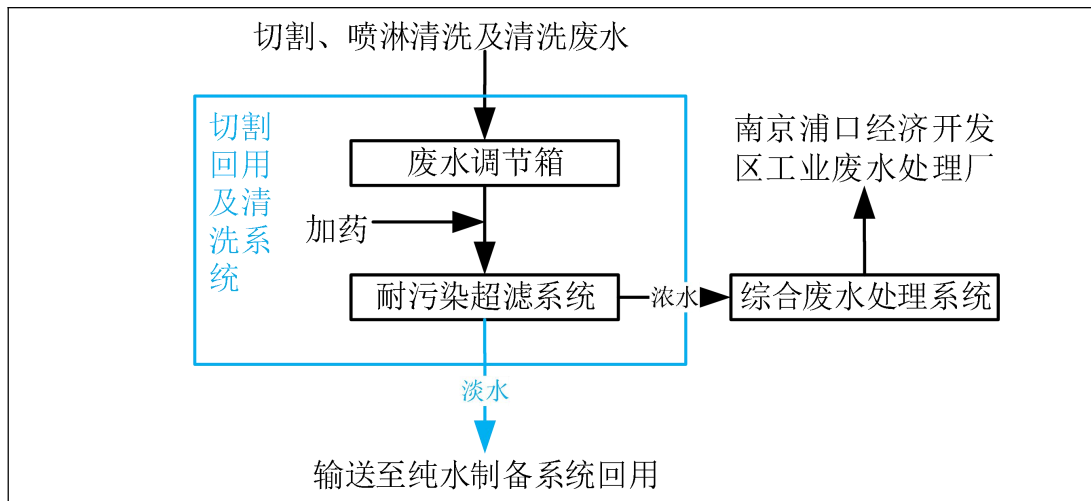 切割、喷淋清洗及清洗废水
切割
回用
及清
洗系
统
废水调节箱
加药
耐污染超滤系统
浓水
综合废水处理系统
南京浦口经济开发
区工业废水处理厂
淡水
输送至纯水制备系统回用